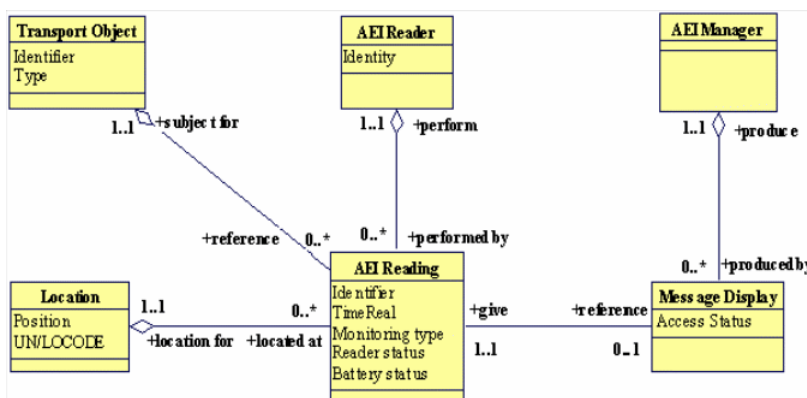 Transport Object
Identifier
Type
AEI Reader
Identity
AEI Manager
1..1
+subject for
1..1
+perform
1..1
+produce
+reference
0..*
0..*
+performed by
0..*
+produced by
Location
Position
UN/LOCODE
1..1
+location for
0..*
+located at
AEI Reading
Identifier
TimeReal
Monitoring type
Reader status
Battery status
+give
1..1
+reference
0..1
Message Display
Access Status